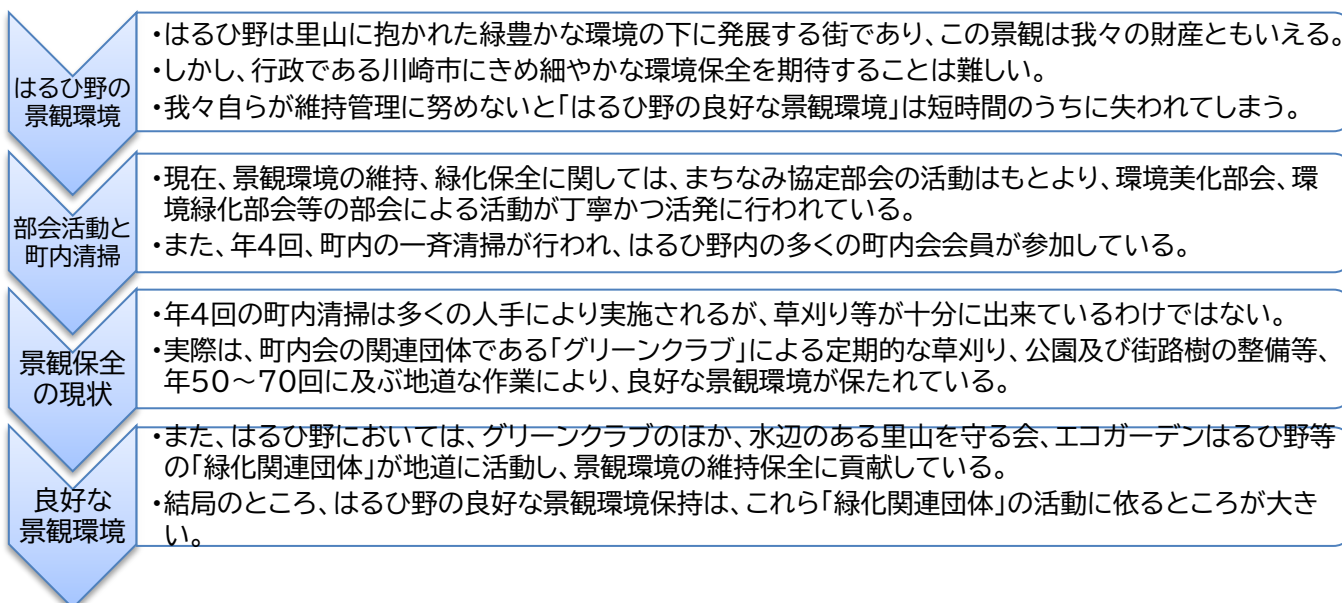 はるひ野の
景観環境
・はるひ野は里山に抱かれた緑豊かな環境の下に発展する街であり、この景観は我々の財産ともいえる。
・しかし、行政である川崎市にきめ細やかな環境保全を期待することは難しい。
・我々自らが維持管理に努めないと「はるひ野の良好な景観環境」は短時間のうちに失われてしまう。
部会活動と
町内清掃
・現在、景観環境の維持、緑化保全に関しては、まちなみ協定部会の活動はもとより、環境美化部会、環
境緑化部会等の部会による活動が丁寧かつ活発に行われている。
・また、年4回、町内の一斉清掃が行われ、はるひ野内の多くの町内会会員が参加している。
景観保全
の現状
・年4回の町内清掃は多くの人手により実施されるが、草刈り等が十分に出来ているわけではない。
・実際は、町内会の関連団体である「グリーンクラブ」による定期的な草刈り、公園及び街路樹の整備等、
年50～70回に及ぶ地道な作業により、良好な景観環境が保たれている。
良好な
景観環境
・また、はるひ野においては、グリーンクラブのほか、水辺のある里山を守る会、エコガーデンはるひ野等
の「緑化関連団体」が地道に活動し、景観環境の維持保全に貢献している。
・結局のところ、はるひ野の良好な景観環境保持は、これら「緑化関連団体」の活動に依るところが大き
い。